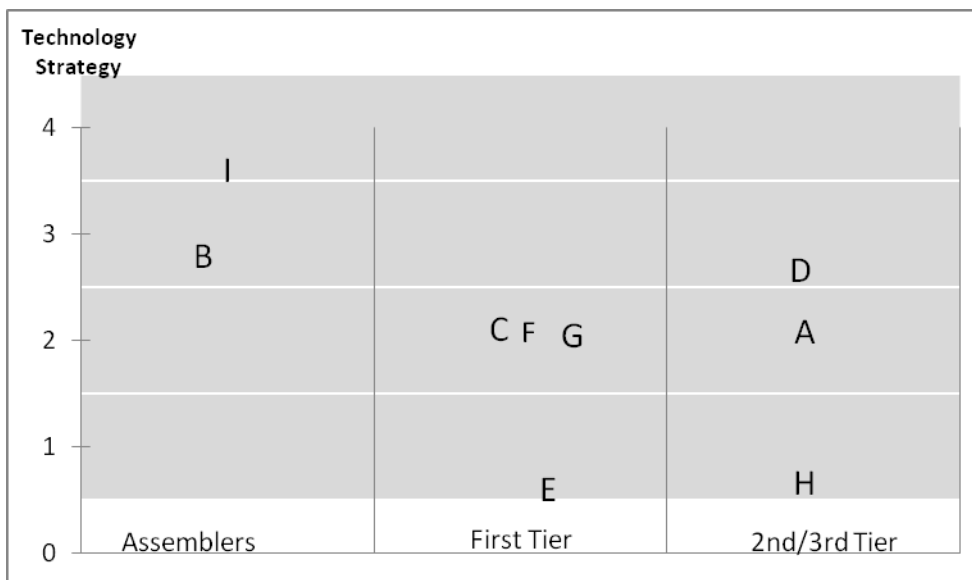 Technology
Strategy
4
I
3
B
D
2
C F G
A
1
E
H
0
Assemblers First Tier 2nd/3rd Tier